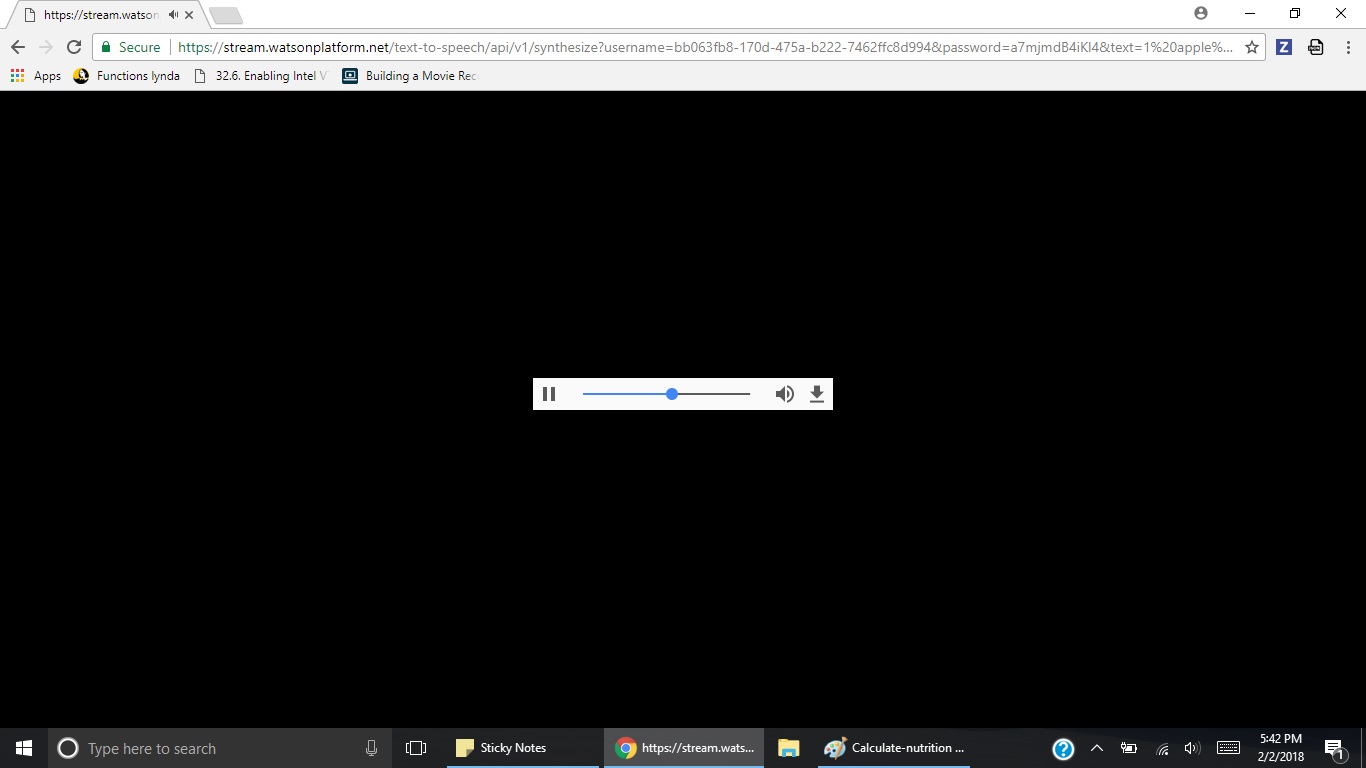 https://stream.watson
Secure https://stream.watsonplatform.net/text-to-speech/api/v1/synthesize?username=bb063fb8-170d-475a-b222-7462ffc8d994&password=a7mjmdB4iKl4&text=1%20apple%...
Apps Functions lynda 32.6. Enabling Intel V Building a Movie Rec
Type here to search Sticky Notes https://stream.wats... Calculate-nutrition ... 5:42 PM
2/2/2018 1